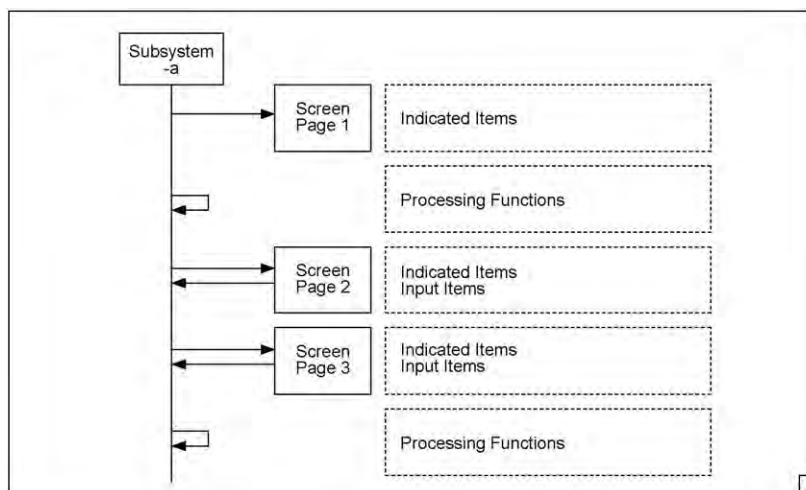 Subsystem
-a
Screen
Page 1
Indicated Items
Processing Functions
Screen
Page 2
Indicated Items
Input Items
Screen
Page 3
Indicated Items
Input Items
Processing Functions